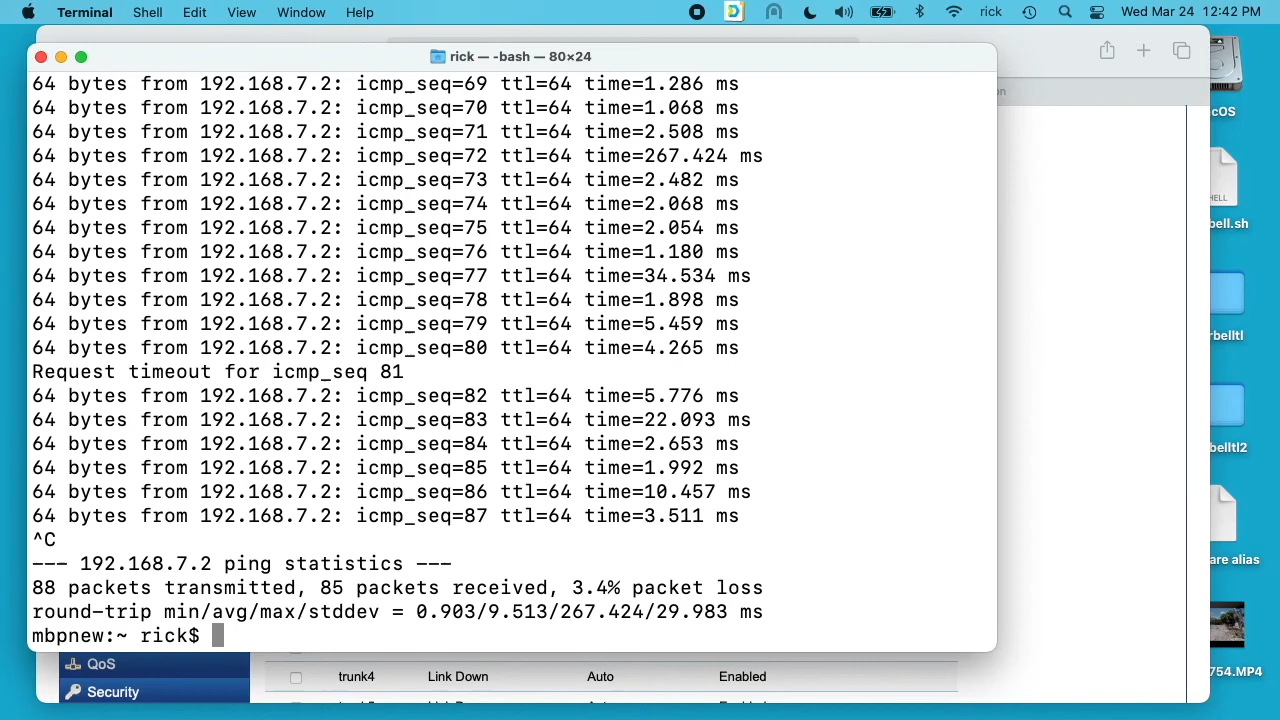 Terminal Shell Edit View Window Help rick Wed Mar 24 12:42 PM
rick — -bash — 80×24
64 bytes from 192.168.7.2: icmp_seq=69 ttl=64 time=1.286 ms
64 bytes from 192.168.7.2: icmp_seq=70 ttl=64 time=1.068 ms
64 bytes from 192.168.7.2: icmp_seq=71 ttl=64 time=2.508 ms
64 bytes from 192.168.7.2: icmp_seq=72 ttl=64 time=267.424 ms
64 bytes from 192.168.7.2: icmp_seq=73 ttl=64 time=2.482 ms
64 bytes from 192.168.7.2: icmp_seq=74 ttl=64 time=2.068 ms
64 bytes from 192.168.7.2: icmp_seq=75 ttl=64 time=2.054 ms
64 bytes from 192.168.7.2: icmp_seq=76 ttl=64 time=1.180 ms
64 bytes from 192.168.7.2: icmp_seq=77 ttl=64 time=34.534 ms
64 bytes from 192.168.7.2: icmp_seq=78 ttl=64 time=1.898 ms
64 bytes from 192.168.7.2: icmp_seq=79 ttl=64 time=5.459 ms
64 bytes from 192.168.7.2: icmp_seq=80 ttl=64 time=4.265 ms
Request timeout for icmp_seq 81
64 bytes from 192.168.7.2: icmp_seq=82 ttl=64 time=5.776 ms
64 bytes from 192.168.7.2: icmp_seq=83 ttl=64 time=22.093 ms
64 bytes from 192.168.7.2: icmp_seq=84 ttl=64 time=2.653 ms
64 bytes from 192.168.7.2: icmp_seq=85 ttl=64 time=1.992 ms
64 bytes from 192.168.7.2: icmp_seq=86 ttl=64 time=10.457 ms
64 bytes from 192.168.7.2: icmp_seq=87 ttl=64 time=3.511 ms
^C
--- 192.168.7.2 ping statistics ---
88 packets transmitted, 85 packets received, 3.4% packet loss
round-trip min/avg/max/stddev = 0.903/9.513/267.424/29.983 ms
mbpnew:~ rick$
on
cOS
HELL
bell.sh
rbelltl
belltl2
are alias
754.MP4
QoS
trunk4 Link Down Auto Enabled
Security